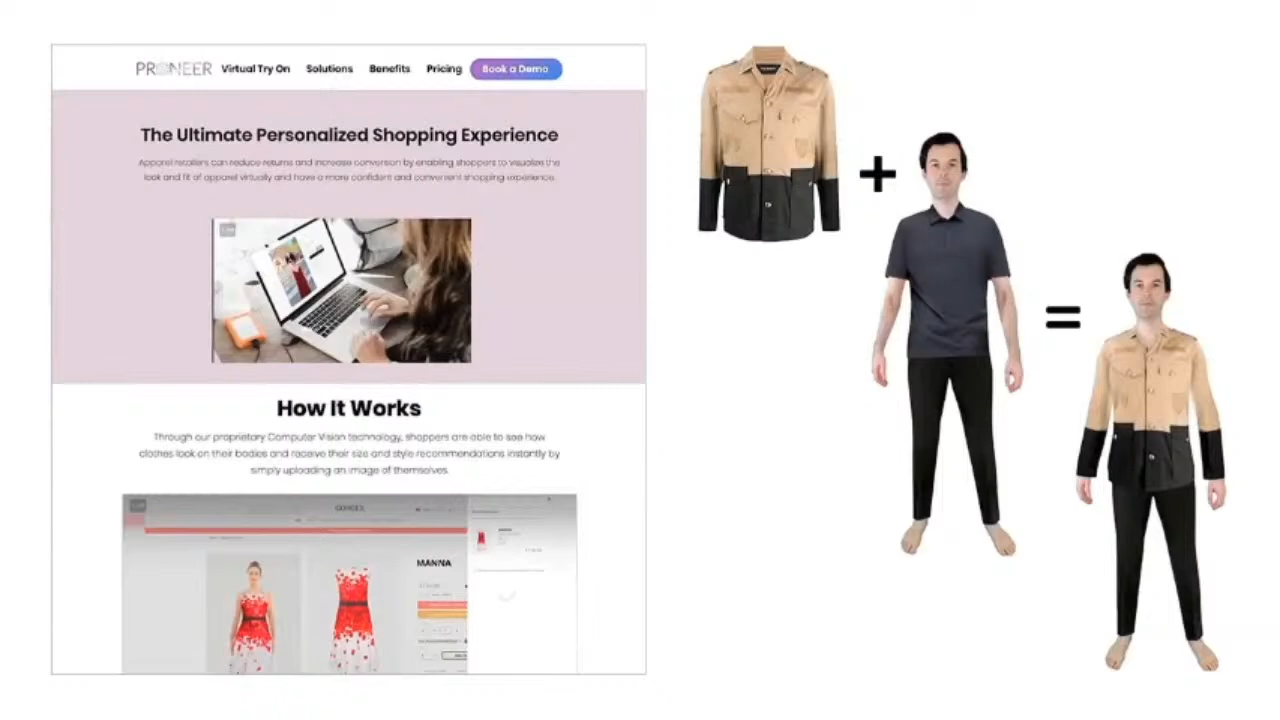 PRONEER
Virtual Try On
Solutions
Benefits
Pricing
Book a Demo
The Ultimate Personalized Shopping Experience
Apparel retailers can reduce returns and increase conversion by enabling shoppers to visualize the
look and fit of apparel virtually and have a more confident and convenient shopping experience.
How It Works
Through our proprietary Computer Vision technology, shoppers are able to see how
clothes look on their bodies and receive their size and style recommendations instantly by
simply uploading an image of themselves.
MANNA
+
=